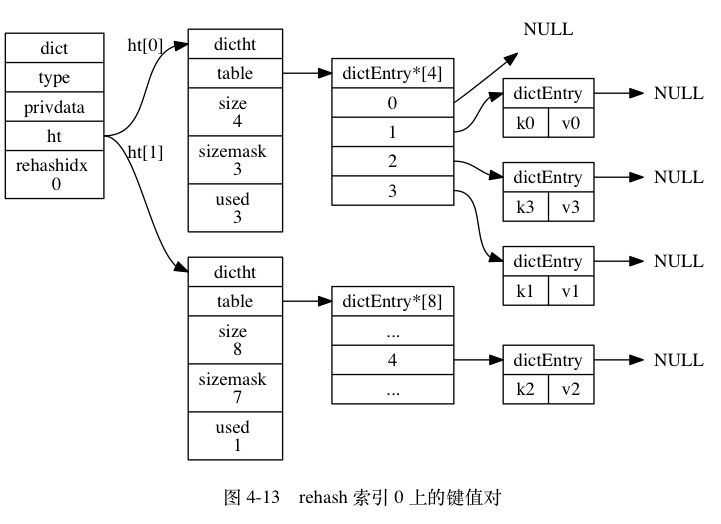 dict
type
privdata
ht
rehashidx
0
ht[0]
ht[1]
dictht
table
size
4
sizemask
3
used
3
dictEntry*[4]
0
1
2
3
NULL
dictEntry
k0 v0
NULL
dictEntry
k3 v3
NULL
dictEntry
k1 v1
NULL
dictht
table
size
8
sizemask
7
used
1
dictEntry*[8]
...
4
...
dictEntry
k2 v2
NULL
图 4-13 rehash 索引 0 上的键值对